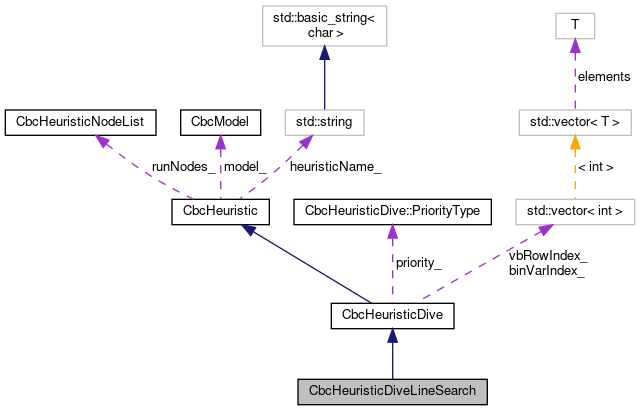 std::basic_string<
char >
T
elements
CbcHeuristicNodeList
CbcModel
std::string
std::vector< T >
runNodes_
model_
heuristicName_
< int >
CbcHeuristic
CbcHeuristicDive::PriorityType
std::vector< int >
priority_
vbRowIndex_
binVarIndex_
CbcHeuristicDive
CbcHeuristicDiveLineSearch